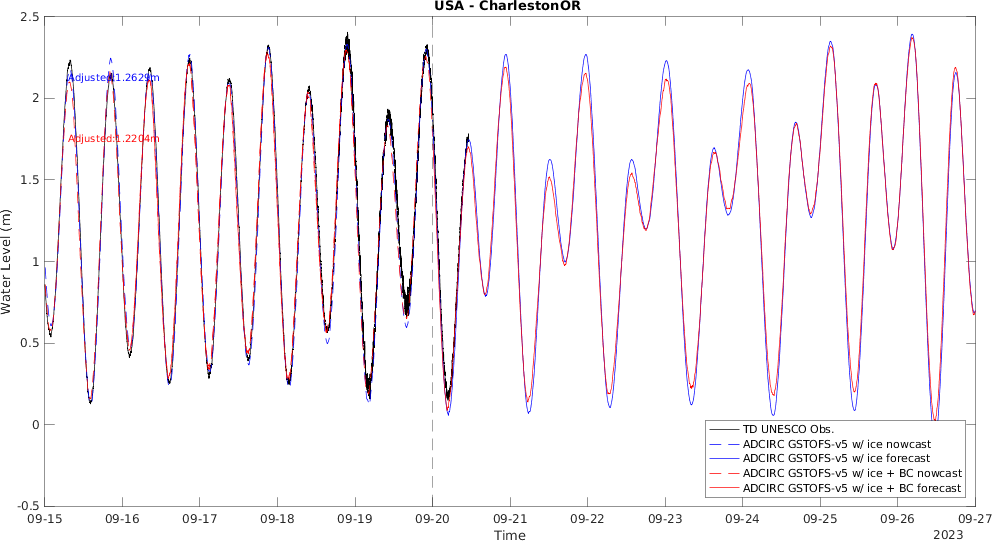 USA - CharlestonOR
2.5
2
1.5
1
0.5
0
-0.5
Water Level (m)
Adjusted:1.2629m
Adjusted:1.2204m
TD UNESCO Obs.
ADCIRC GSTOFS-v5 w/ ice nowcast
ADCIRC GSTOFS-v5 w/ ice forecast
ADCIRC GSTOFS-v5 w/ ice + BC nowcast
ADCIRC GSTOFS-v5 w/ ice + BC forecast
09-15 09-16 09-17 09-18 09-19 09-20 09-21 09-22 09-23 09-24 09-25 09-26 09-27
Time
2023